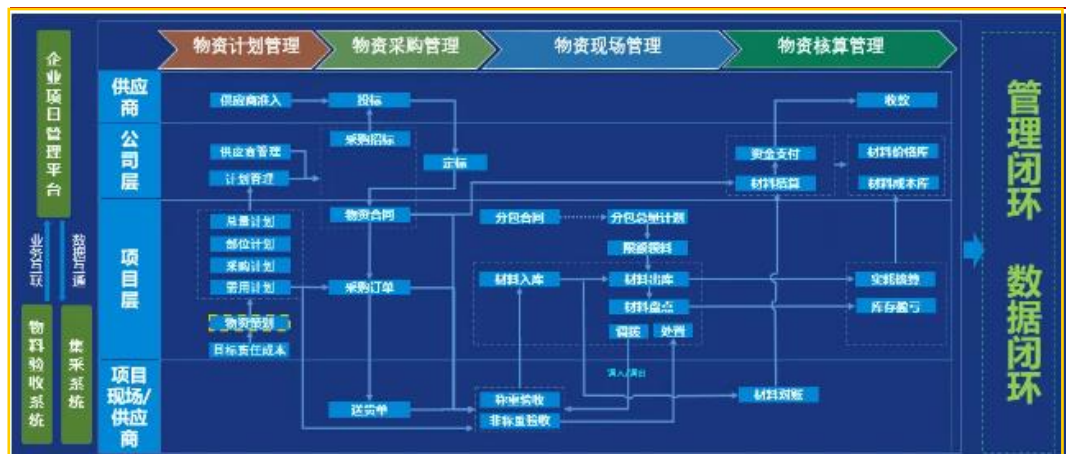 物资计划管理
物资采购管理
物资现场管理
物资核算管理
企业项目管理平台
业务互联
数据互通
物料验收系统
集采系统
供应商
供应商准入
投标
收款
公司层
采购招标
供应商管理
定标
计划管理
资金支付
材料价格库
材料结算
材料成本库
项目层
总量计划
物资合同
分包合同
分包总量计划
部位计划
限额领料
采购计划
材料入库
材料出库
实耗核算
需用计划
采购订单
材料盘点
库存盈亏
物资策划
调拨
处置
目标责任成本
项目现场/供应商
调入/调出
称重验收
材料对账
送货单
非称重验收
管理闭环
数据闭环